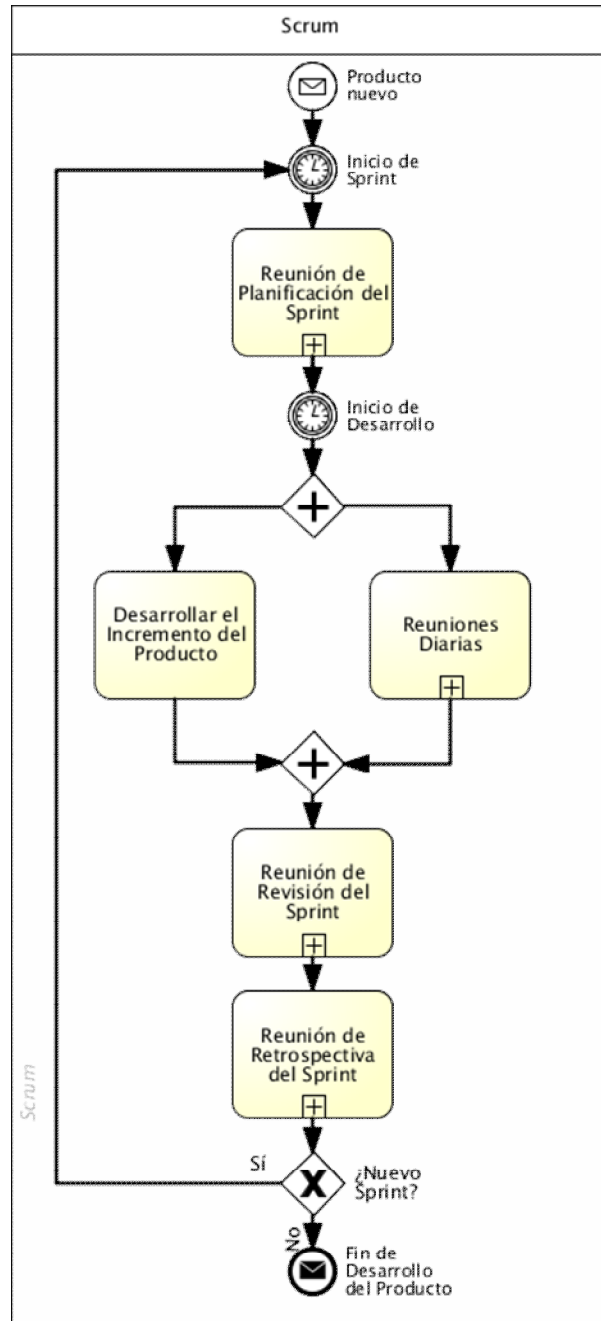 Scrum
Producto
nuevo
Inicio de
Sprint
Reunión de
Planificación del
Sprint
Inicio de
Desarrollo
Desarrollar el
Incremento del
Producto
Reuniones
Diarias
Reunión de
Revisión del
Sprint
Reunión de
Retrospectiva
del Sprint
Scrum
Sí
¿Nuevo
Sprint?
No
Fin de
Desarrollo
del Producto